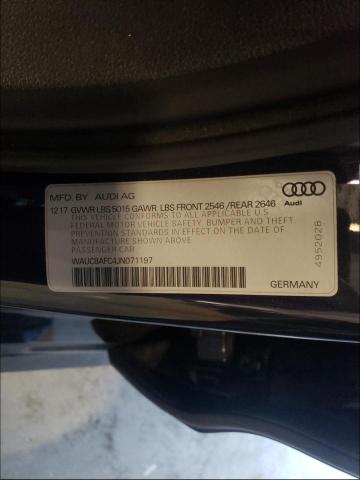 MFD. BY AUDI AG
12 17 GVWR LBS 5015 GAWR LBS FRONT 2546 /REAR 2646
THIS VEHICLE CONFORMS TO ALL APPLICABLE U.S
FEDERAL MOTOR VEHICLE SAFETY, BUMPER AND THEFT
PREVENTION STANDARDS IN EFFECT ON THE DATE OF
MANUFACTURE SHOWN ABOVE.
PASSENGER CAR
WAUC8AFC4JN071197
GERMANY
Audi
4952028